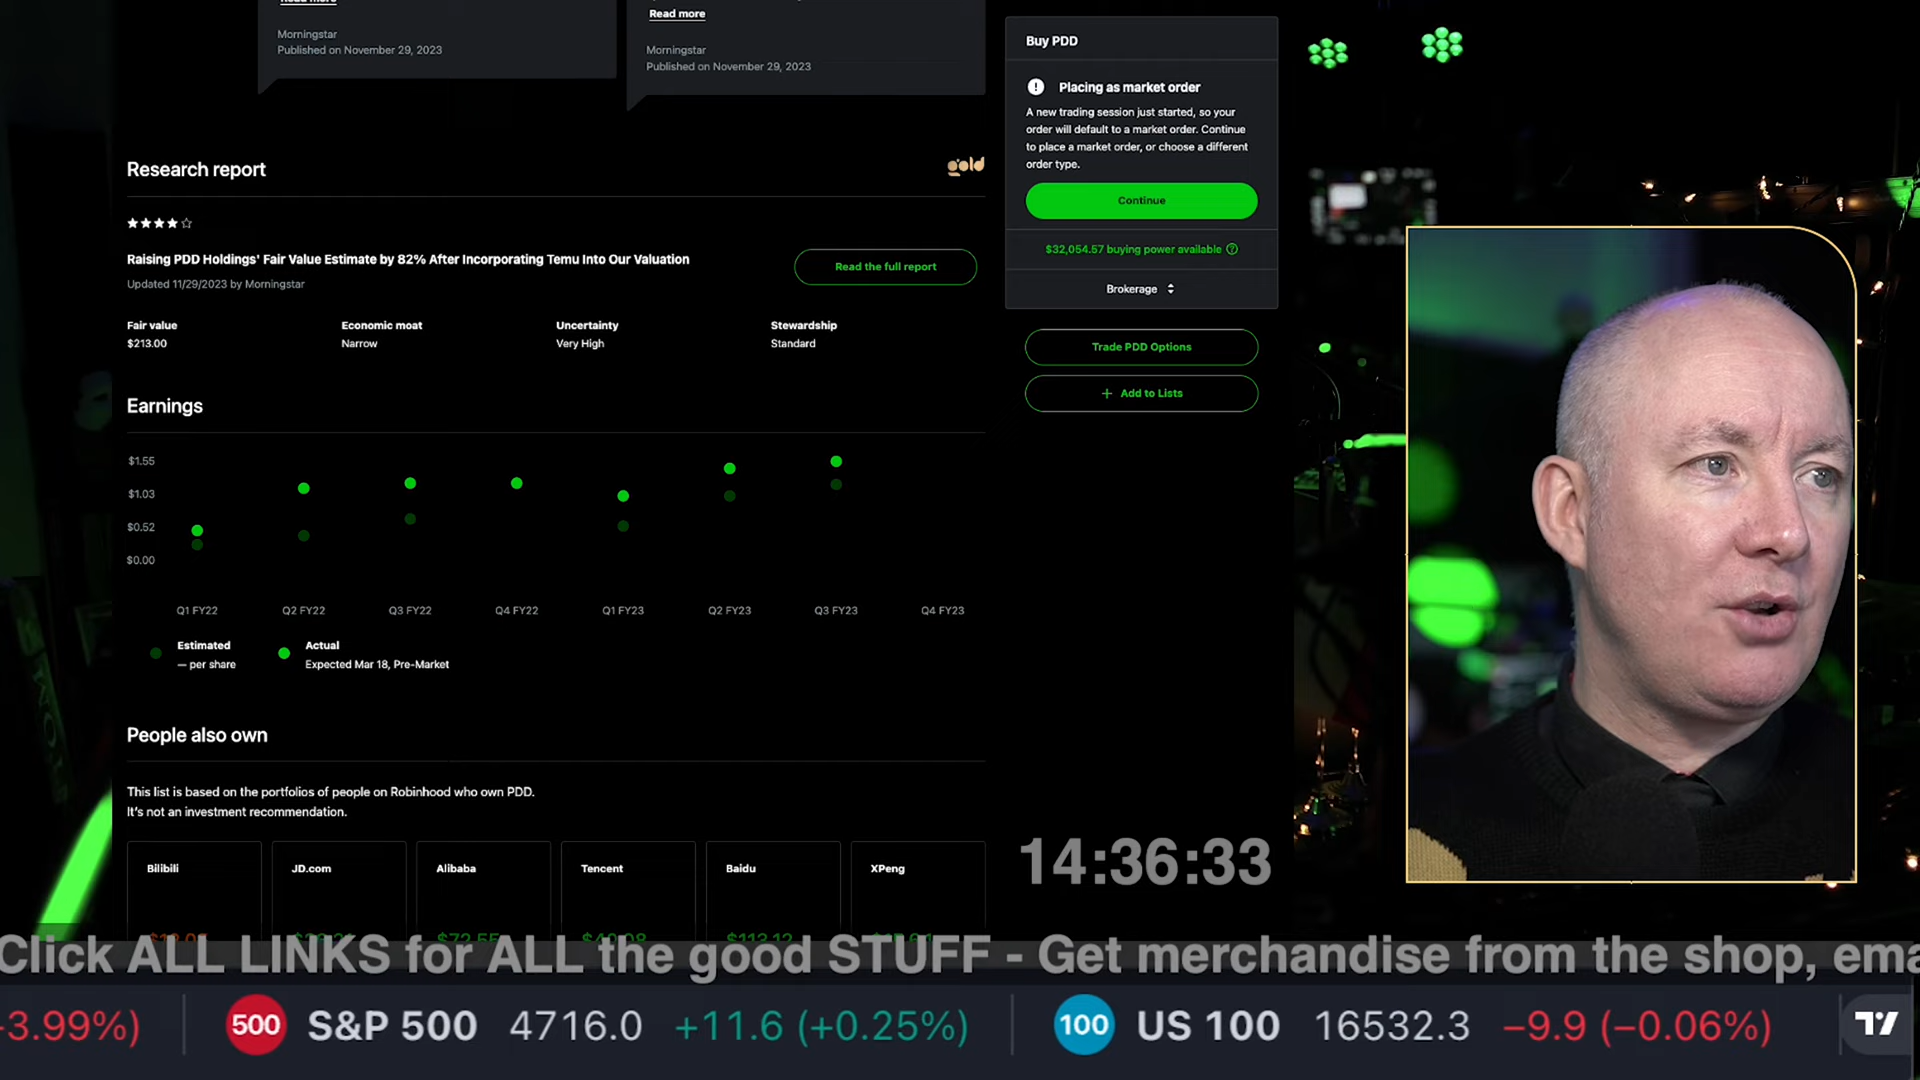 Read more
Morningstar
Published on November 29, 2023
Read more
Morningstar
Published on November 29, 2023
Research report
gold
Raising PDD Holdings' Fair Value Estimate by 82% After Incorporating Temu Into Our Valuation
Updated 11/29/2023 by Morningstar
Read the full report
Fair value
$213.00
Economic moat
Narrow
Uncertainty
Very High
Stewardship
Standard
Earnings
$1.55
$1.03
$0.52
$0.00
Q1 FY22
Q2 FY22
Q3 FY22
Q4 FY22
Q1 FY23
Q2 FY23
Q3 FY23
Q4 FY23
Estimated
— per share
Actual
Expected Mar 18, Pre-Market
People also own
This list is based on the portfolios of people on Robinhood who own PDD.
It's not an investment recommendation.
Bilibili
JD.com
Alibaba
$72.55
Tencent
Baidu
$113.12
XPeng
Buy PDD
Placing as market order
A new trading session just started, so your
order will default to a market order. Continue
to place a market order, or choose a different
order type.
Continue
$32,054.57 buying power available
Brokerage
Trade PDD Options
+ Add to Lists
14:36:33
Click ALL LINKS for ALL the good STUFF - Get merchandise from the shop, ema
-3.99%)
500 S&P 500 4716.0 +11.6 (+0.25%)
100 US 100 16532.3 −9.9 (−0.06%)